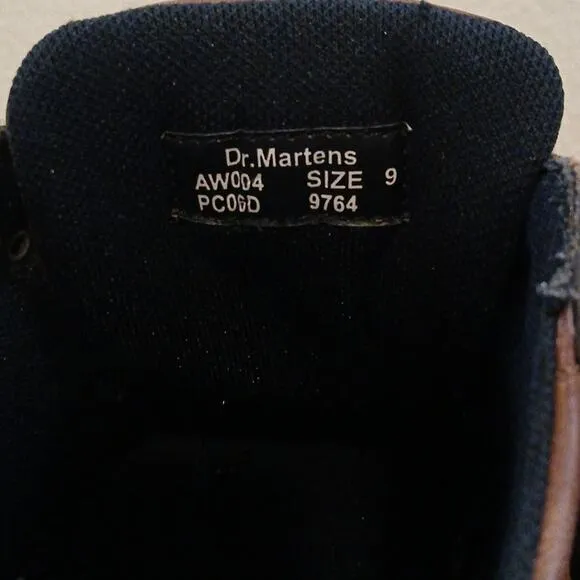 Dr.Martens
AW004 SIZE 9
PC06D 9764